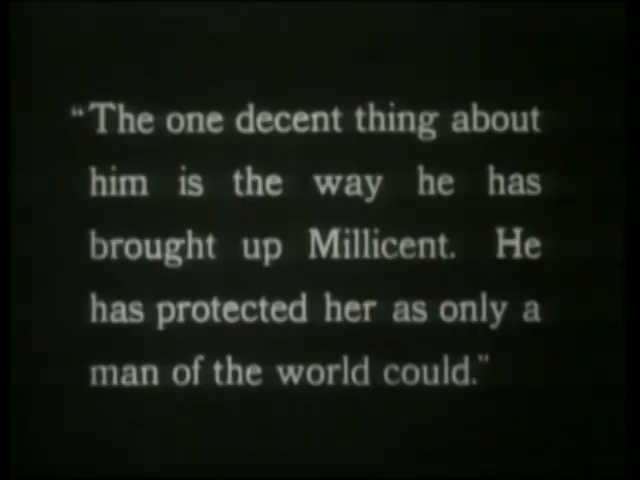 “The one decent thing about
him is the way he has
brought up Millicent. He
has protected her as only a
man of the world could.”